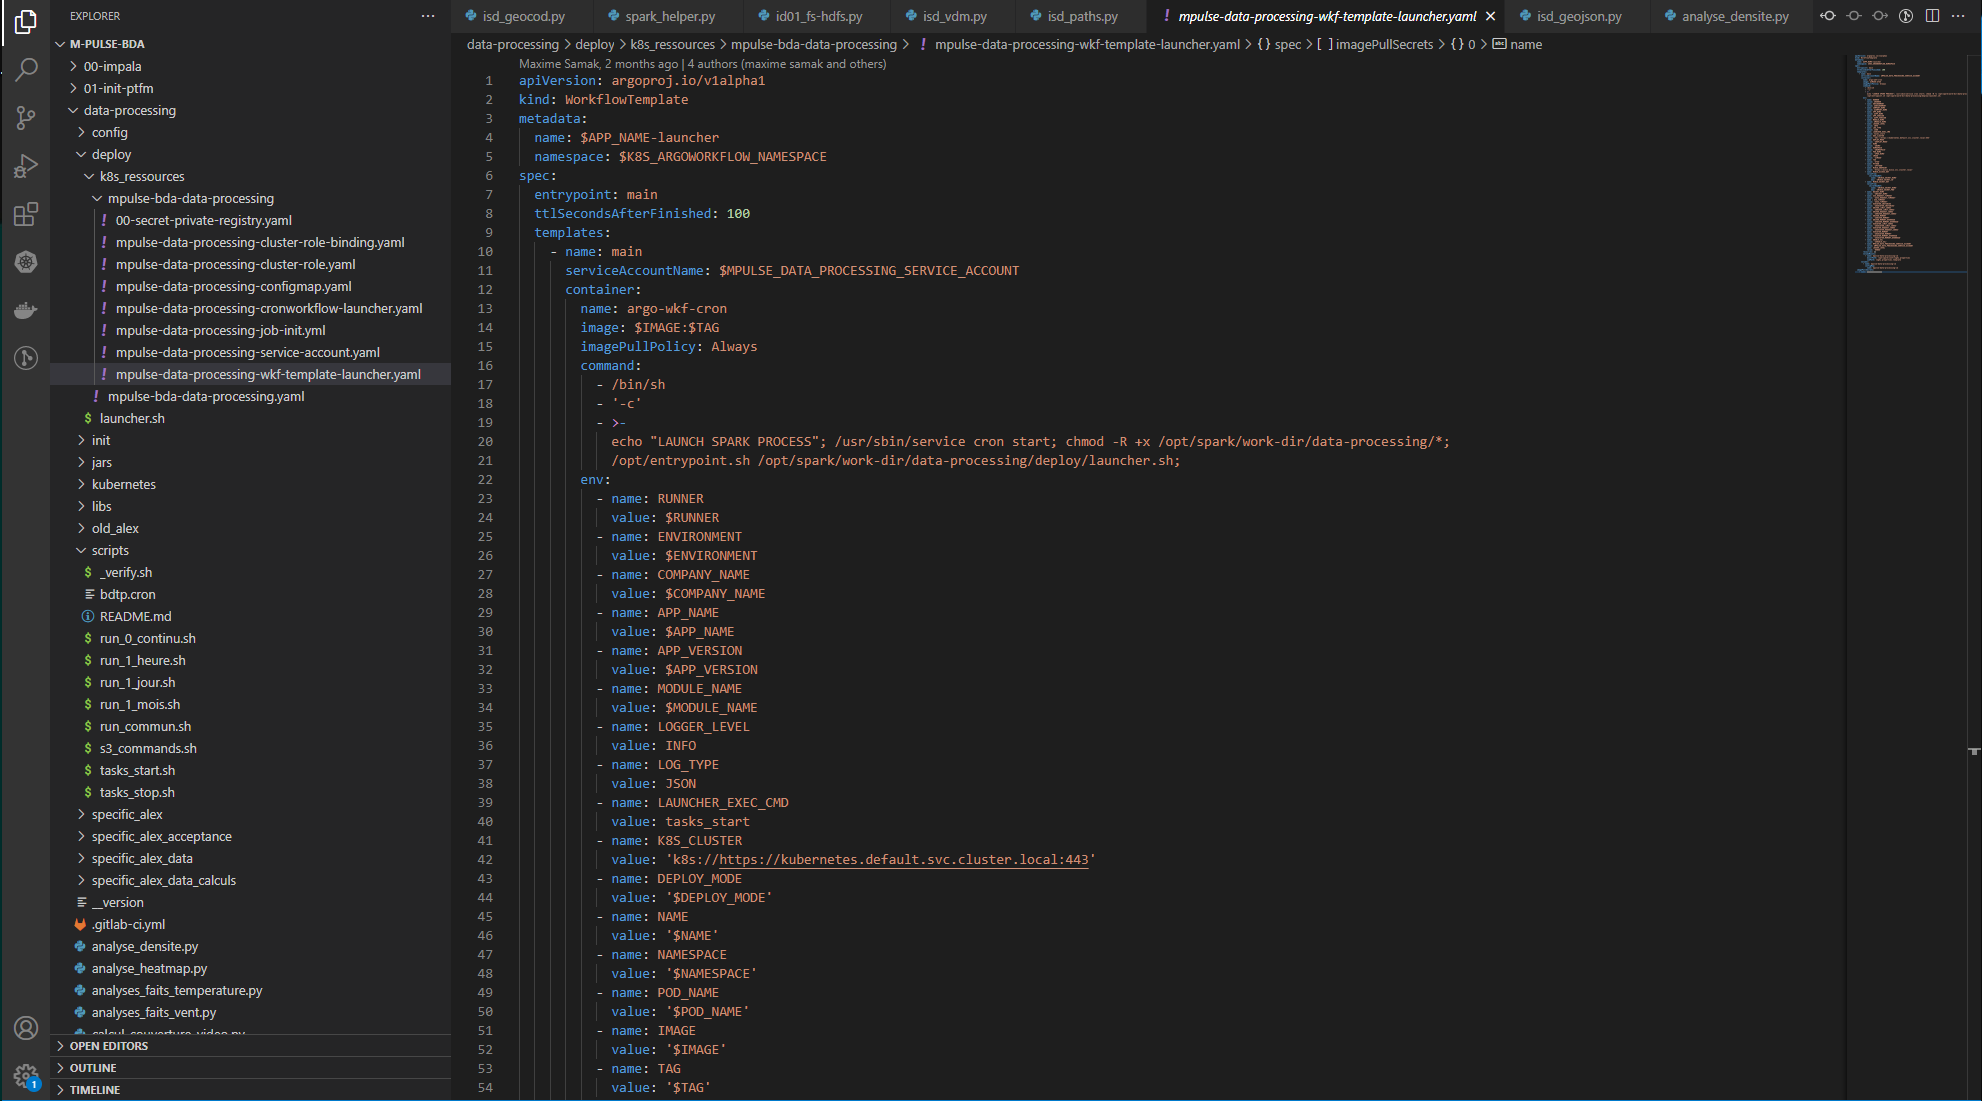 EXPLORER
M-PULSE-BDA
00-impala
01-init-ptfm
data-processing
config
deploy
k8s_ressources
mpulse-bda-data-processing
00-secret-private-registry.yaml
mpulse-data-processing-cluster-role-binding.yaml
mpulse-data-processing-cluster-role.yaml
mpulse-data-processing-configmap.yaml
mpulse-data-processing-cronworkflow-launcher.yaml
mpulse-data-processing-job-init.yml
mpulse-data-processing-service-account.yaml
mpulse-data-processing-wkf-template-launcher.yaml
mpulse-bda-data-processing.yaml
launcher.sh
init
jars
kubernetes
libs
old_alex
scripts
_verify.sh
bdtp.cron
README.md
run_0_continu.sh
run_1_heure.sh
run_1_jour.sh
run_1_mois.sh
run_commun.sh
s3_commands.sh
tasks_start.sh
tasks_stop.sh
specific_alex
specific_alex_acceptance
specific_alex_data
specific_alex_data_calculs
__version
.gitlab-ci.yml
analyse_densite.py
analyse_heatmap.py
analyses_faits_temperature.py
analyses_faits_vent.py
calcul_couverture_video.py
OPEN EDITORS
OUTLINE
TIMELINE
1
isd_geocod.py
spark_helper.py
id01_fs-hdfs.py
isd_vdm.py
isd_paths.py
mpulse-data-processing-wkf-template-launcher.yaml
isd_geojson.py
analyse_densite.py
data-processing > deploy > k8s_ressources > mpulse-bda-data-processing > ! mpulse-data-processing-wkf-template-launcher.yaml > {} spec > [ ] imagePullSecrets > {} 0 > name
Maxime Samak, 2 months ago | 4 authors (maxime samak and others)
1 apiVersion: argoproj.io/v1alpha1
2 kind: WorkflowTemplate
3 metadata:
4 name: $APP_NAME-launcher
5 namespace: $K8S_ARGOWORKFLOW_NAMESPACE
6 spec:
7 entrypoint: main
8 ttlSecondsAfterFinished: 100
9 templates:
10 - name: main
11 serviceAccountName: $MPULSE_DATA_PROCESSING_SERVICE_ACCOUNT
12 container:
13 name: argo-wkf-cron
14 image: $IMAGE:$TAG
15 imagePullPolicy: Always
16 command:
17 - /bin/sh
18 - '-c'
19 - >-
20 echo "LAUNCH SPARK PROCESS"; /usr/sbin/service cron start; chmod -R +x /opt/spark/work-dir/data-processing/*;
21 /opt/entrypoint.sh /opt/spark/work-dir/data-processing/deploy/launcher.sh;
22 env:
23 - name: RUNNER
24 value: $RUNNER
25 - name: ENVIRONMENT
26 value: $ENVIRONMENT
27 - name: COMPANY_NAME
28 value: $COMPANY_NAME
29 - name: APP_NAME
30 value: $APP_NAME
31 - name: APP_VERSION
32 value: $APP_VERSION
33 - name: MODULE_NAME
34 value: $MODULE_NAME
35 - name: LOGGER_LEVEL
36 value: INFO
37 - name: LOG_TYPE
38 value: JSON
39 - name: LAUNCHER_EXEC_CMD
40 value: tasks_start
41 - name: K8S_CLUSTER
42 value: 'k8s://https://kubernetes.default.svc.cluster.local:443'
43 - name: DEPLOY_MODE
44 value: '$DEPLOY_MODE'
45 - name: NAME
46 value: '$NAME'
47 - name: NAMESPACE
48 value: '$NAMESPACE'
49 - name: POD_NAME
50 value: '$POD_NAME'
51 - name: IMAGE
52 value: '$IMAGE'
53 - name: TAG
54 value: '$TAG'